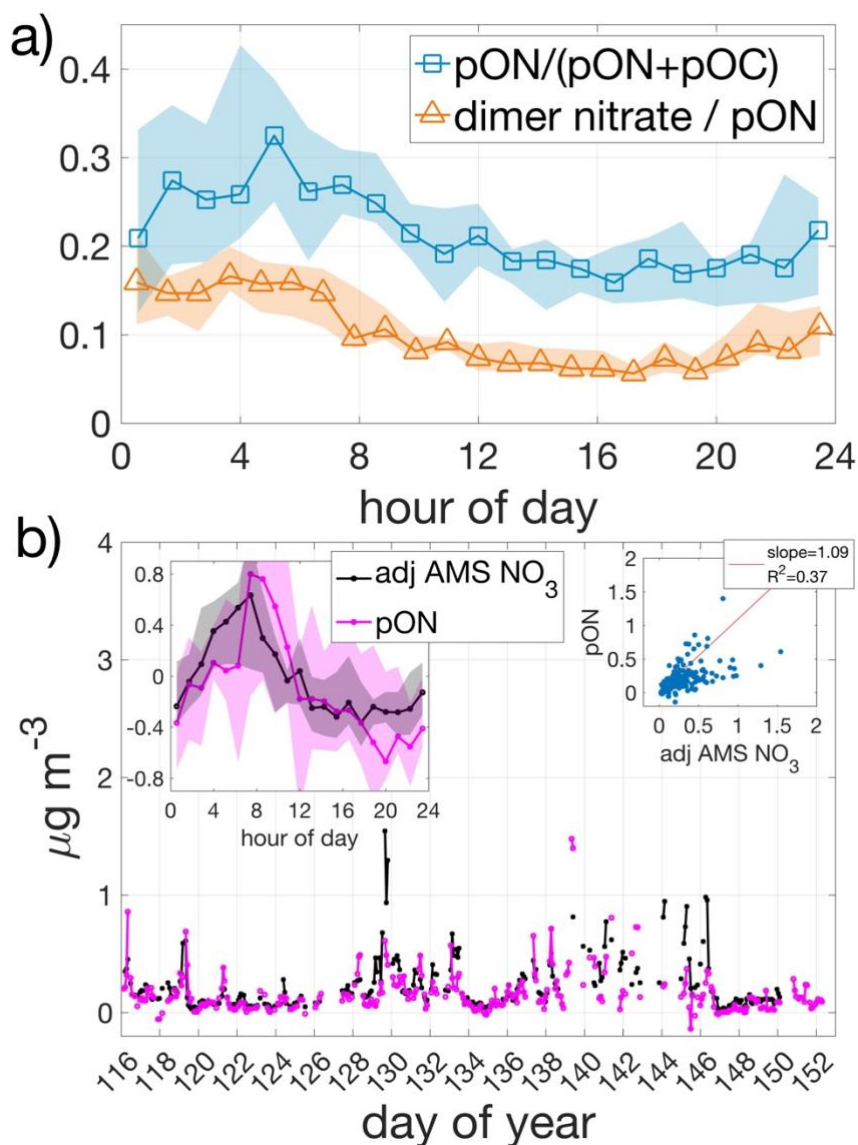 a)
pON/(pON+pOC)
dimer nitrate / pON
0.4
0.3
0.2
0.1
0
0 4 8 12 16 20 24
hour of day
b)
4
3
2
1
0
µg m⁻³
adj AMS NO₃
pON
0.8
0.4
0
-0.4
-0.8
0 4 8 12 16 20 24
hour of day
slope=1.09
R²=0.37
2
1.5
1
0.5
0
pON
0 0.5 1 1.5 2
adj AMS NO₃
116 118 120 122 124 126 128 130 132 134 136 138 140 142 144 146 148 150 152
day of year